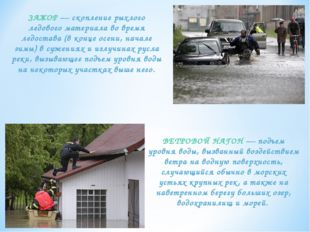 ЗАЖОР — скопление рыхлого
ледового материала во время
ледостава (в конце осени, начале
зимы) в сужениях и излучинах русла
реки, вызывающее подъем уровня воды
на некоторых участках выше него.
ВЕТРОВОЙ НАГОН — подъем
уровня воды, вызванный воздействием
ветра на водную поверхность,
случающийся обычно в морских
устьях крупных рек, а также на
наветренном берегу больших озер,
водохранилищ и морей.